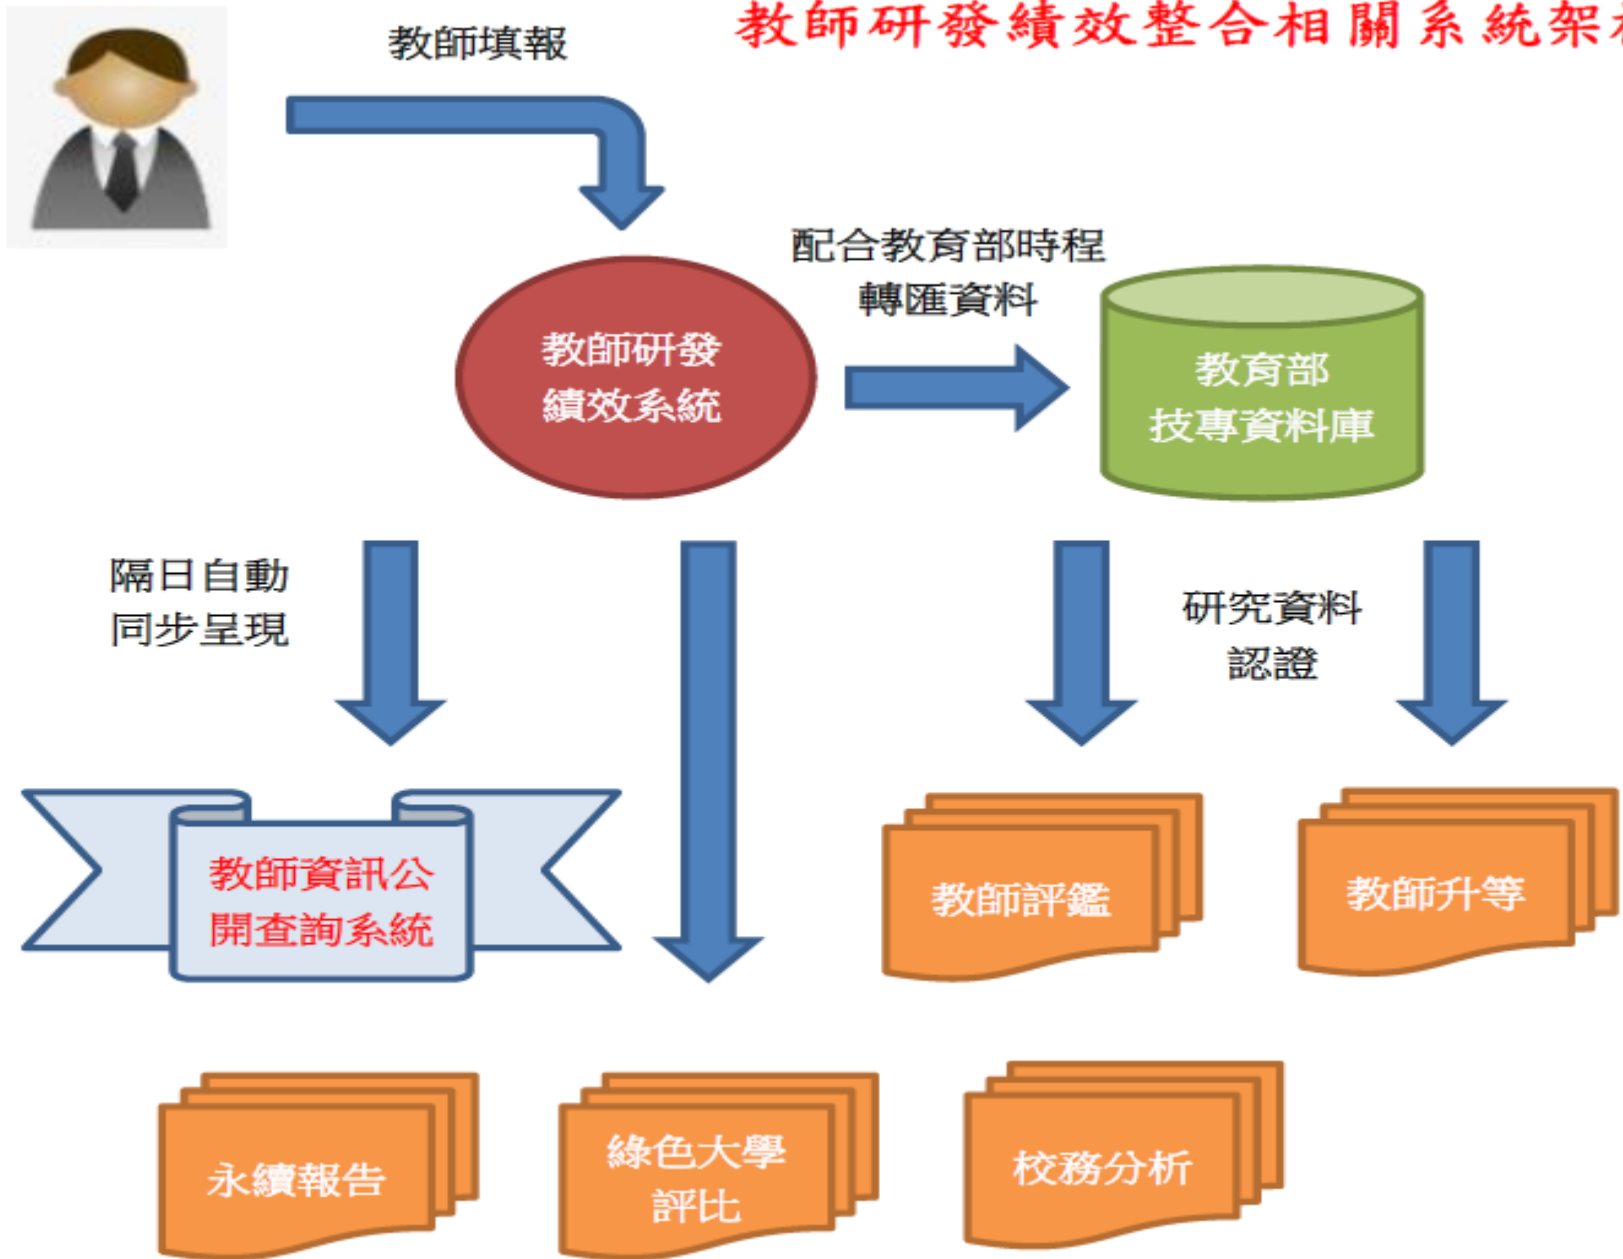 教師研發績效整合相關系統架
教師填報
配合教育部時程
轉匯資料
教師研發
績效系統
教育部
技專資料庫
隔日自動
同步呈現
研究資料
認證
教師資訊公
開查詢系統
教師評鑑
教師升等
永續報告
綠色大學
評比
校務分析